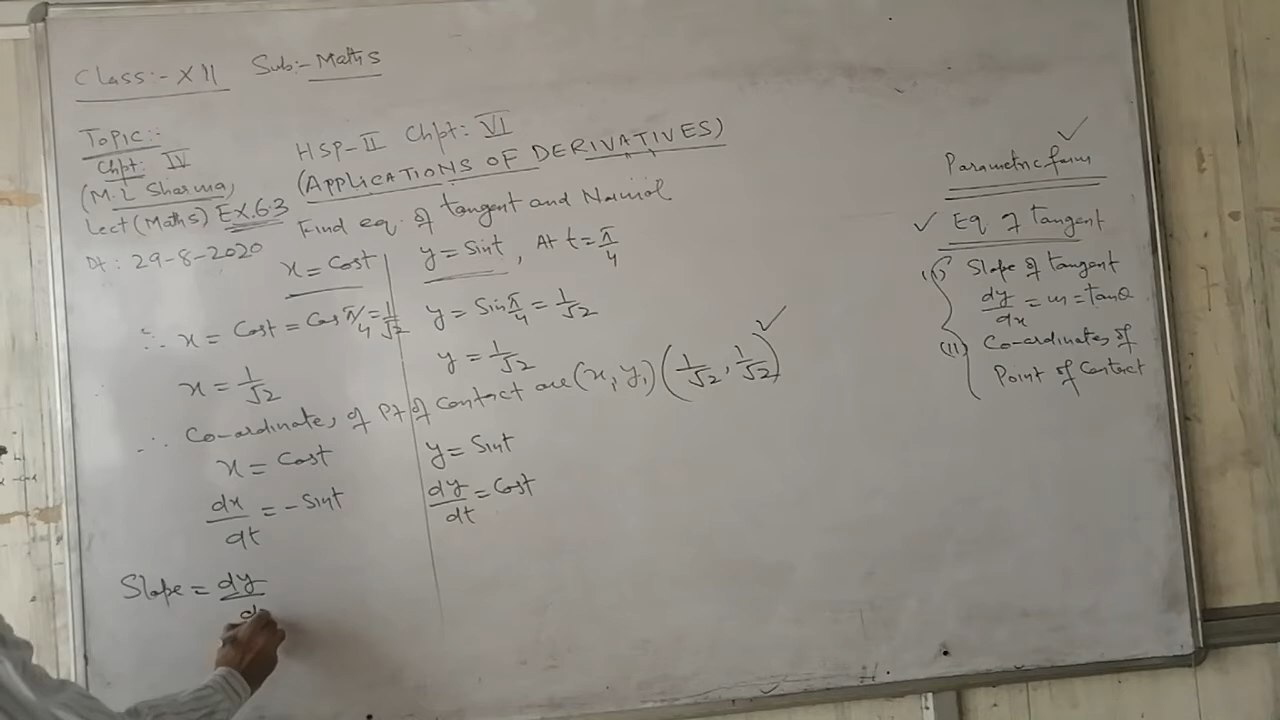 Class:- XII Sub:- Maths
Topic:-
Chpt: IV
(M.L Sharma,
Lect (Maths) EX.6.3
Dt: 29-8-2020
HSP-II Chpt: VI
(APPLICATIONS OF DERIVATIVES)
Find eq. of tangent and Normal
x = Cost y = Sint, At t = π/4
∴ x = Cost = Cos π/4 = 1/√2
y = Sin π/4 = 1/√2
x = 1/√2
y = 1/√2
∴ Co-ordinates of Pt of Contact are (x₁ y₁) (1/√2, 1/√2)
x = Cost
y = Sint
dx/dt = - Sint
dy/dt = Cost
Slope = dy/d
✓
Parametric form
✓ Eq of tangent
(i) Slope of tangent
dy/dx = m = tanθ
(11) Co-ordinates of
Point of Contact